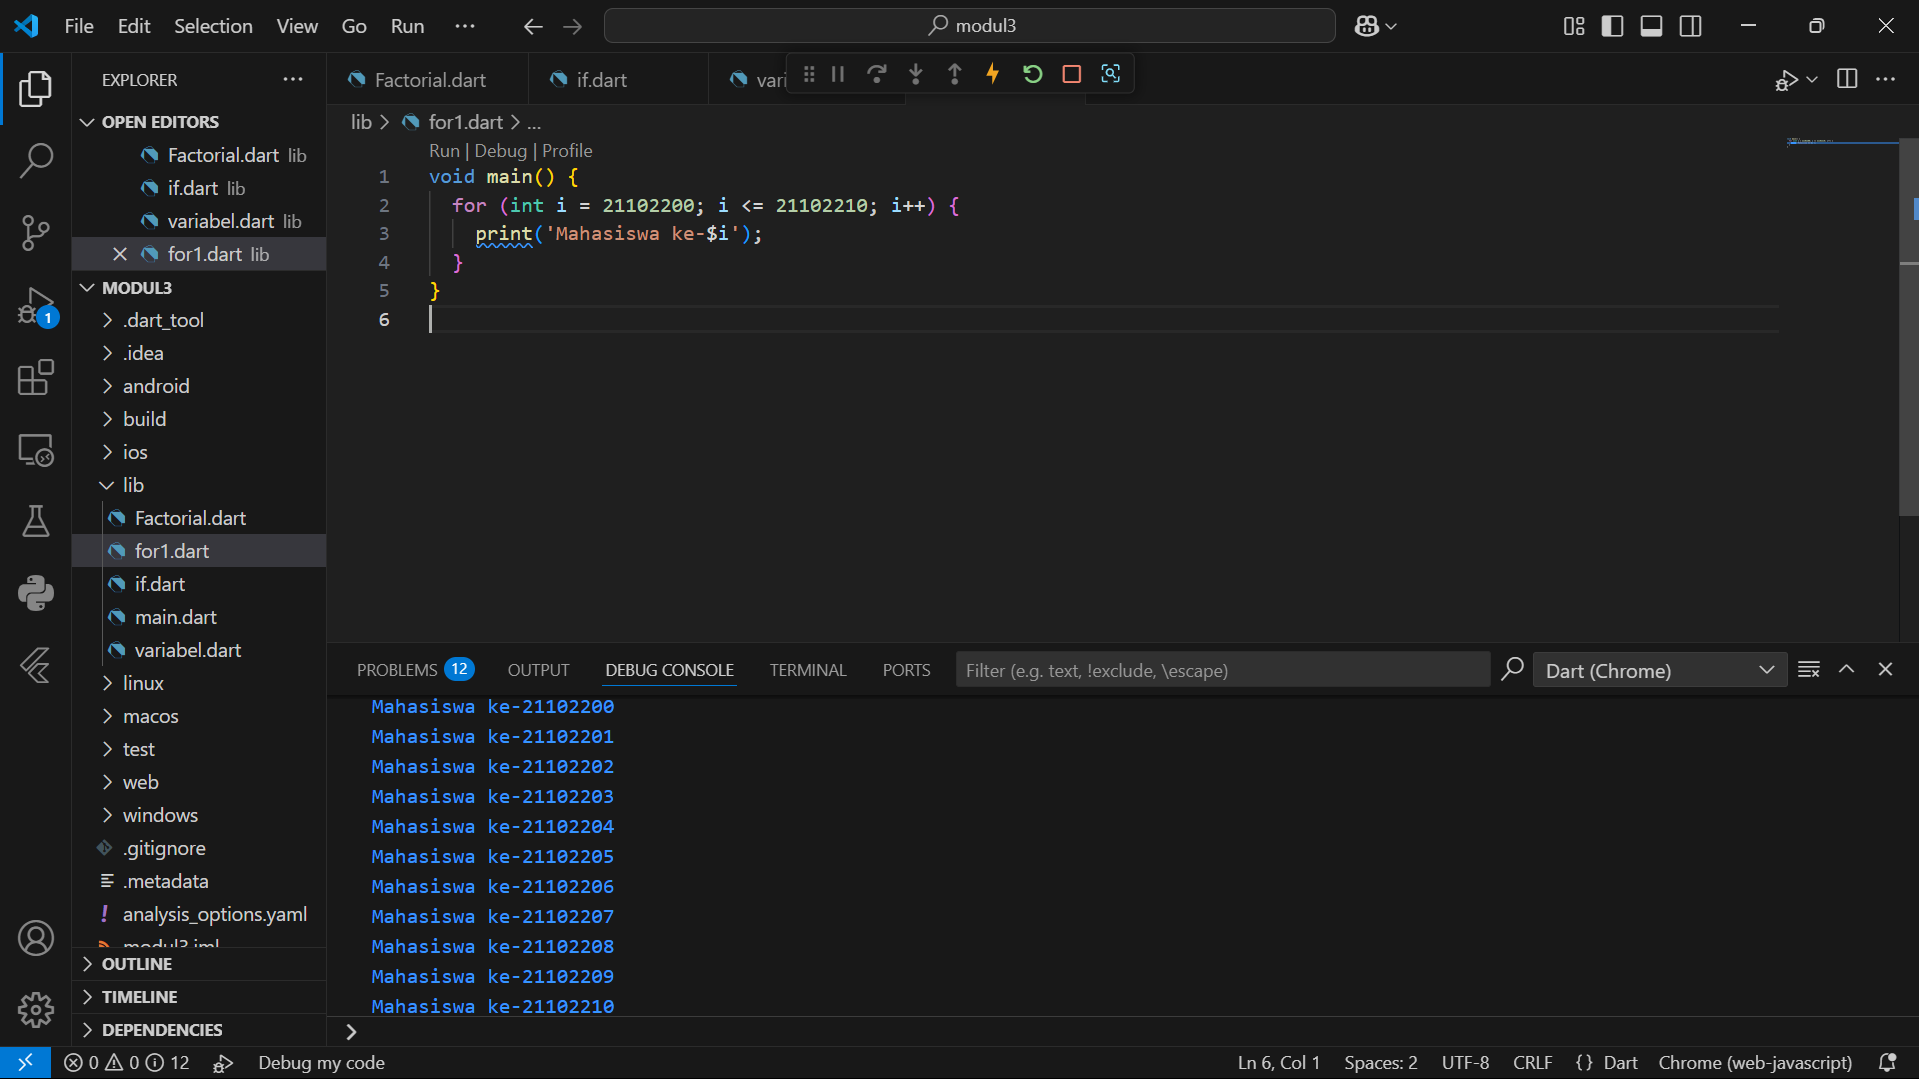 File Edit Selection View Go Run
modul3
EXPLORER
Factorial.dart
if.dart
vari
OPEN EDITORS
Factorial.dart lib
if.dart lib
variabel.dart lib
for1.dart lib
MODUL3
.dart_tool
.idea
android
build
ios
lib
Factorial.dart
for1.dart
if.dart
main.dart
variabel.dart
linux
macos
test
web
windows
.gitignore
.metadata
! analysis_options.yaml
modul3.iml
OUTLINE
TIMELINE
DEPENDENCIES
1
lib > for1.dart > ...
Run | Debug | Profile
1 void main() {
2 for (int i = 21102200; i <= 21102210; i++) {
3 print('Mahasiswa ke-$i');
4 }
5 }
6
PROBLEMS 12 OUTPUT DEBUG CONSOLE TERMINAL PORTS
Filter (e.g. text, !exclude, \escape)
Dart (Chrome)
Mahasiswa ke-21102200
Mahasiswa ke-21102201
Mahasiswa ke-21102202
Mahasiswa ke-21102203
Mahasiswa ke-21102204
Mahasiswa ke-21102205
Mahasiswa ke-21102206
Mahasiswa ke-21102207
Mahasiswa ke-21102208
Mahasiswa ke-21102209
Mahasiswa ke-21102210
>
0 0 12 Debug my code
Ln 6, Col 1 Spaces: 2 UTF-8 CRLF {} Dart Chrome (web-javascript)